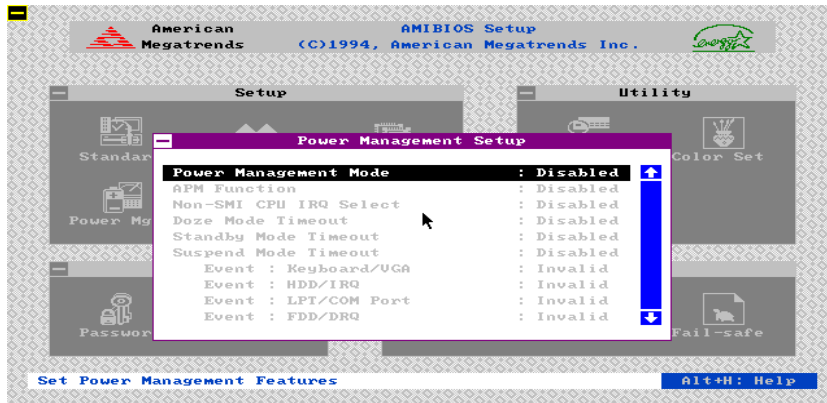 American Megatrends
AMIBIOS Setup
(C)1994, American Megatrends Inc.
energy
Setup
Utility
Standar
Color Set
Power Mg
Passwor
Fail-safe
Power Management Setup
Power Management Mode : Disabled
APM Function : Disabled
Non-SMI CPU IRQ Select : Disabled
Doze Mode Timeout : Disabled
Standby Mode Timeout : Disabled
Suspend Mode Timeout : Disabled
Event : Keyboard/VGA : Invalid
Event : HDD/IRQ : Invalid
Event : LPT/COM Port : Invalid
Event : FDD/DRQ : Invalid
Set Power Management Features
Alt+H: Help